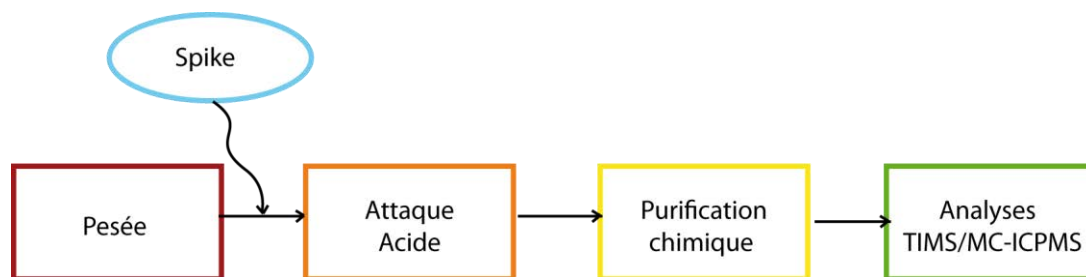 Spike
Pesée
Attaque
Acide
Purification
chimique
Analyses
TIMS/MC-ICPMS